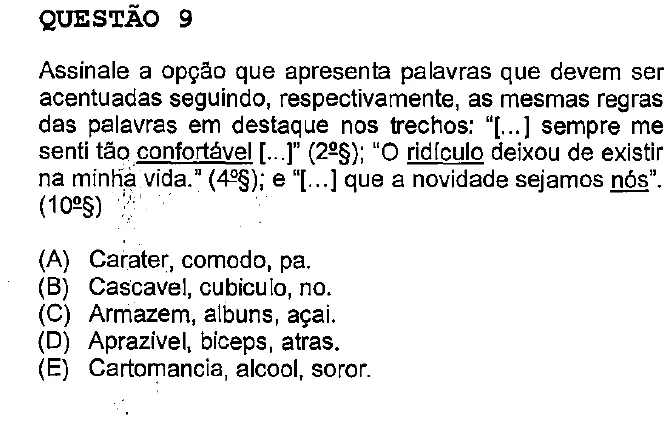 QUESTÃO 9
Assinale a opção que apresenta palavras que devem ser
acentuadas seguindo, respectivamente, as mesmas regras
das palavras em destaque nos trechos: “[...] sempre me
senti tão confortável [...]” (2º§); “O ridículo deixou de existir
na minha vida.” (4º§); e “[...] que a novidade sejamos nós”.
(10º§)
(A) Carater, comodo, pa.
(B) Cascavel, cubiculo, no.
(C) Armazem, albuns, açai.
(D) Aprazivel, biceps, atras.
(E) Cartomancia, alcool, soror.